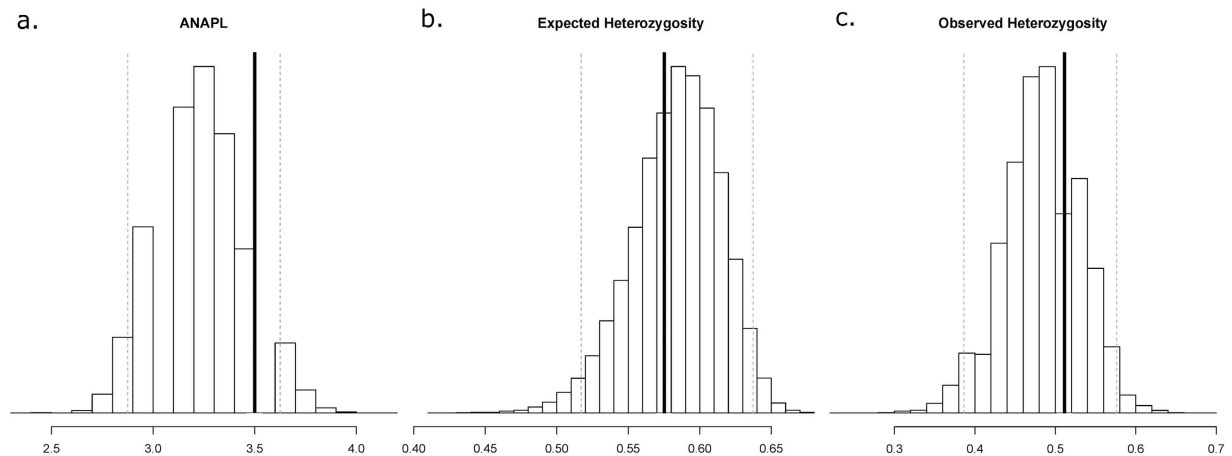 a.
ANAPL
2.5 3.0 3.5 4.0
b.
Expected Heterozygosity
0.40 0.45 0.50 0.55 0.60 0.65
c.
Observed Heterozygosity
0.3 0.4 0.5 0.6 0.7